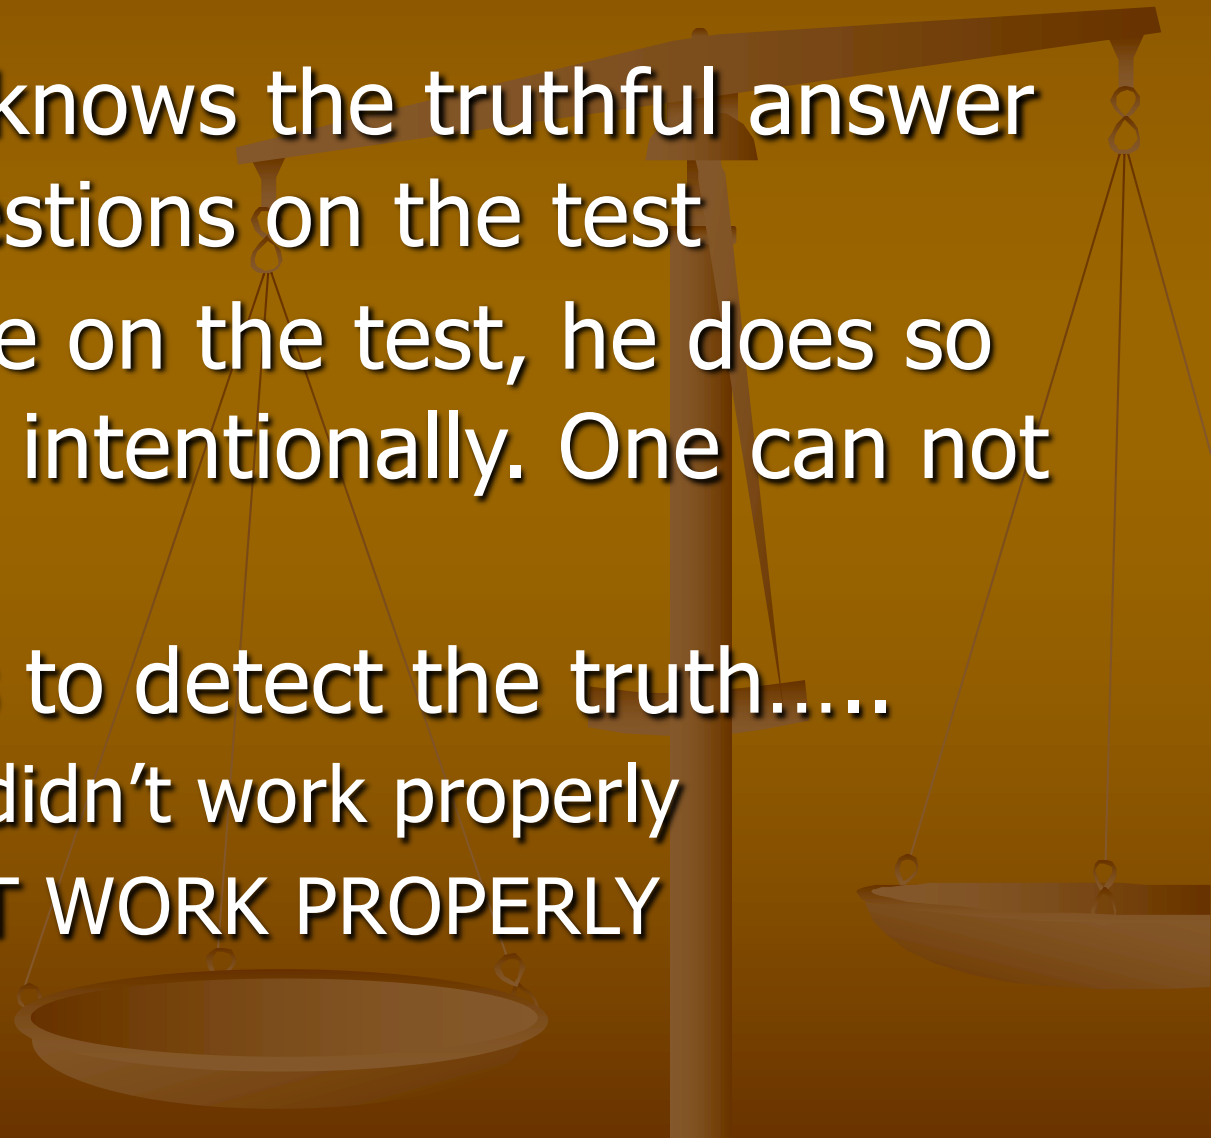 knows the truthful answer
estions on the test
e on the test, he does so
intentionally. One can not
to detect the truth…..
didn’t work properly
T WORK PROPERLY